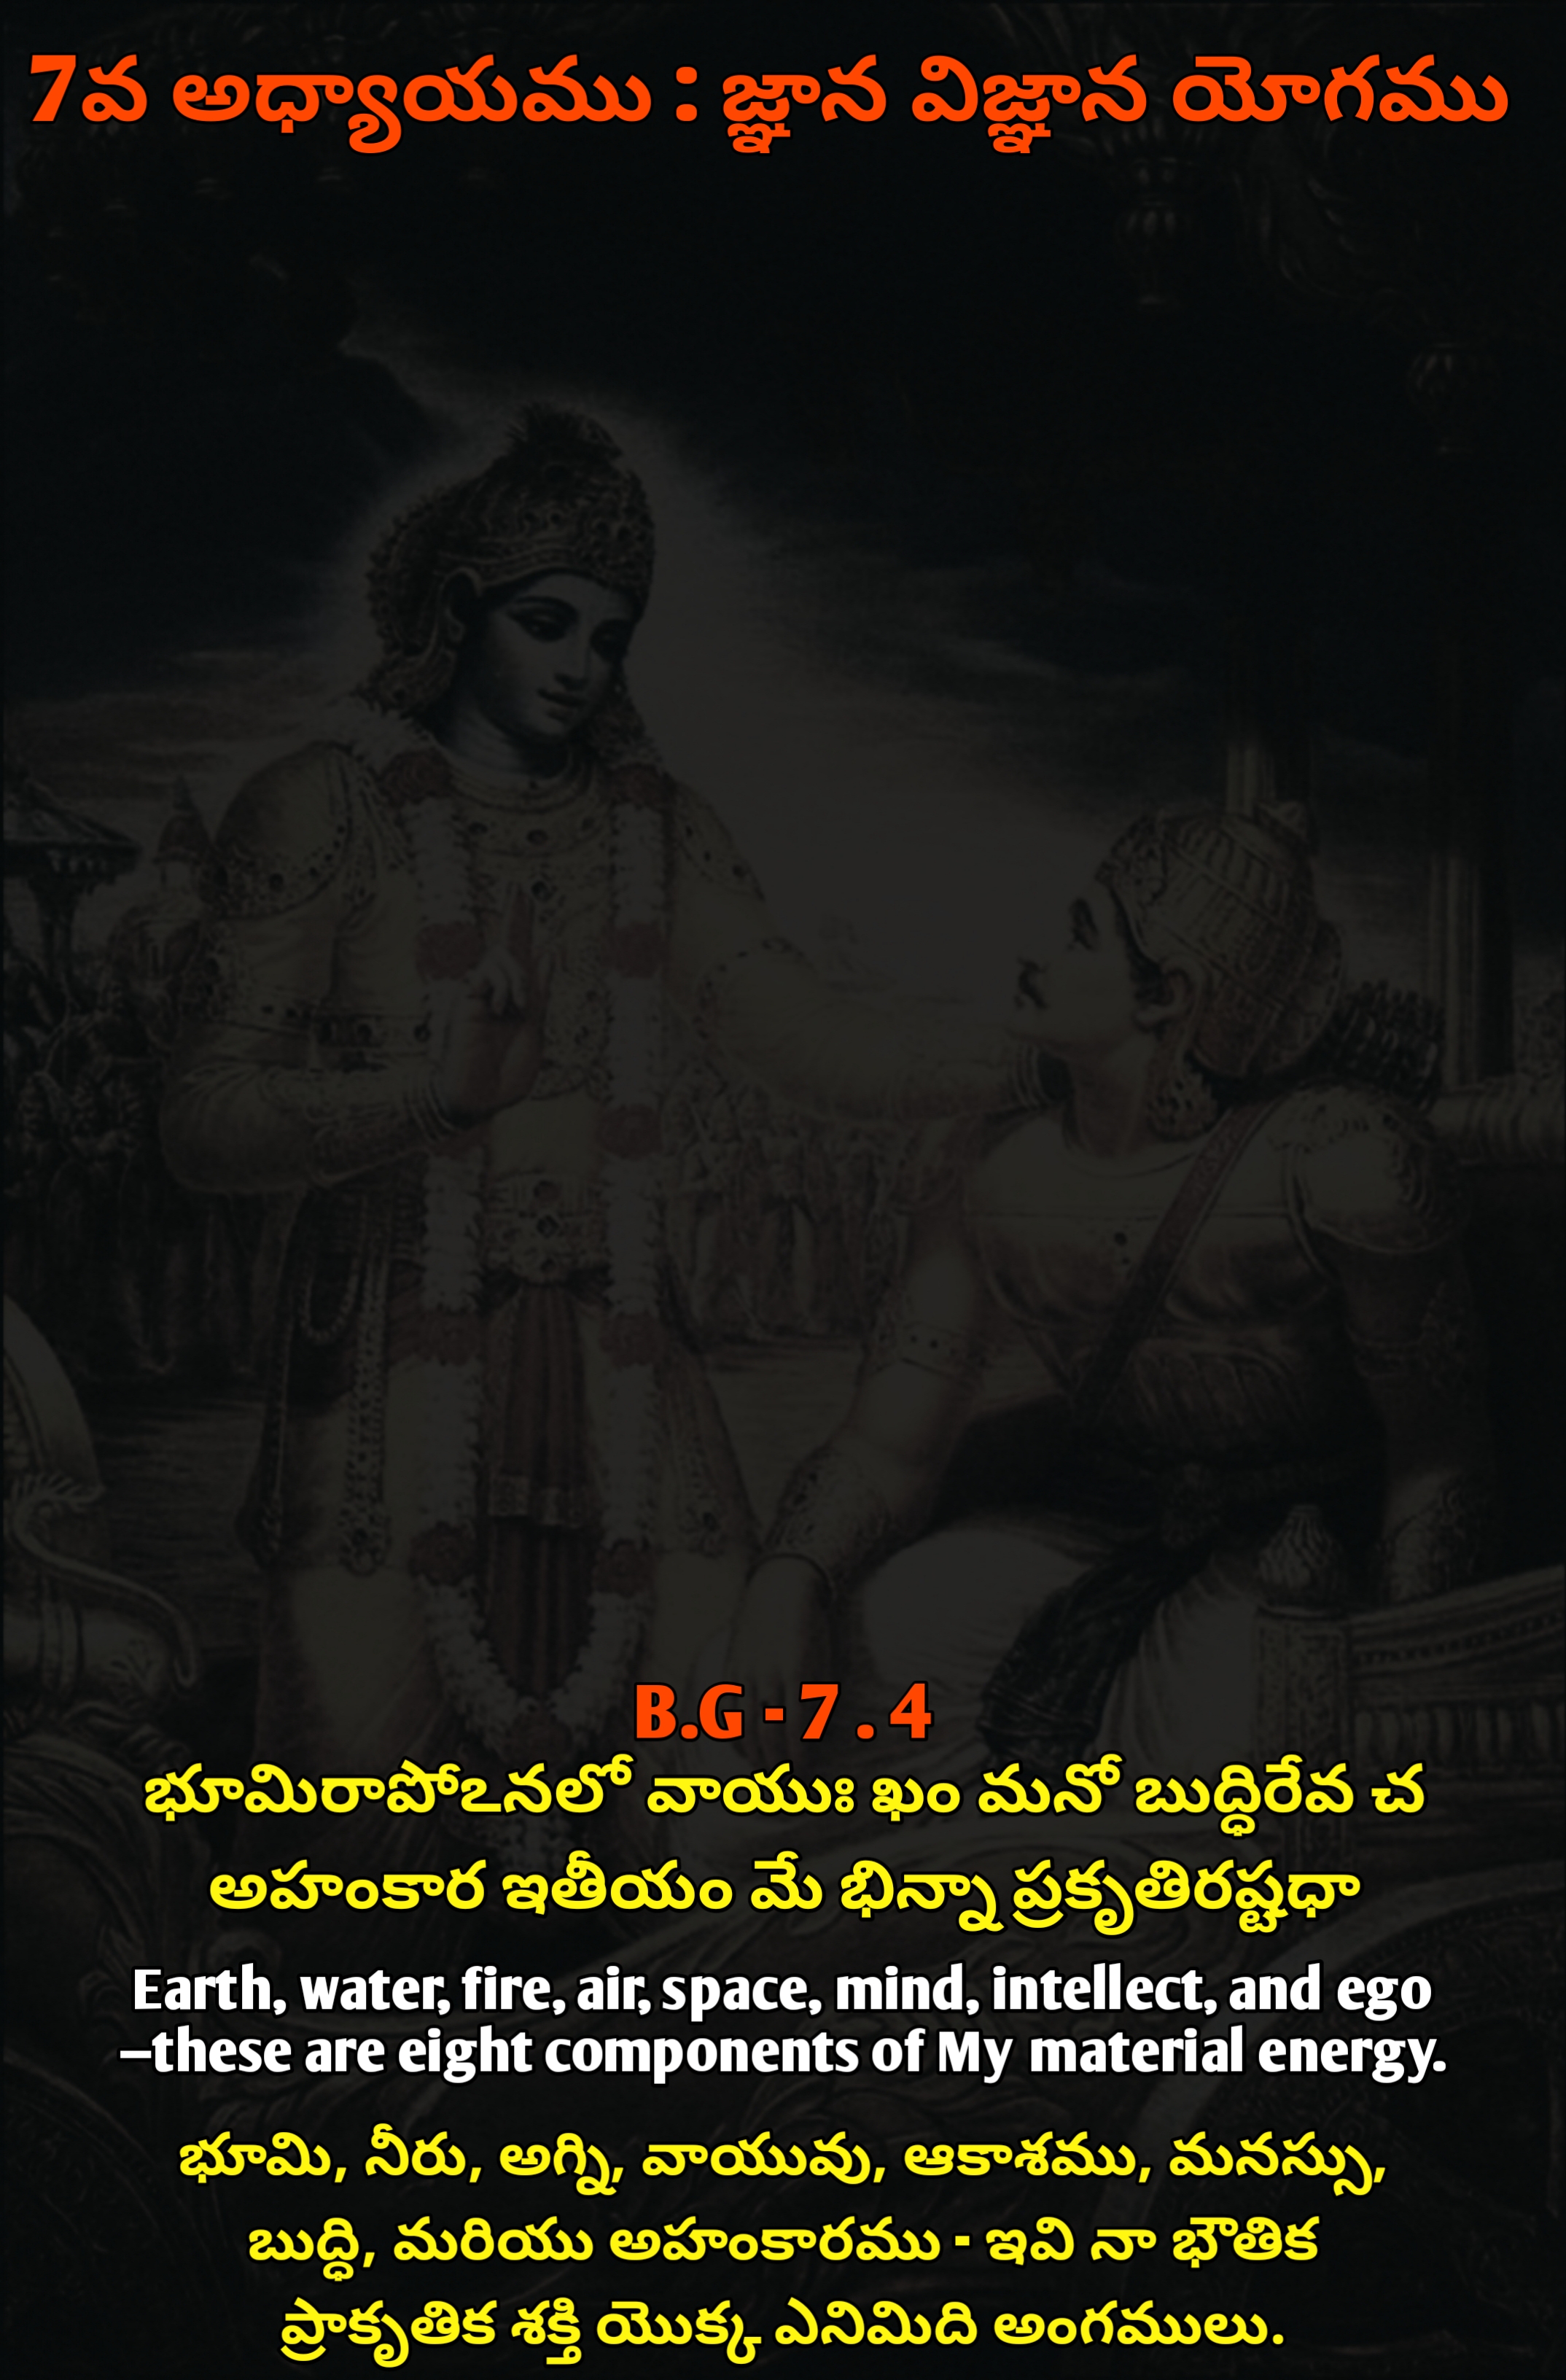 7వ అధ్యాయము : జ్ఞాన విజ్ఞాన యోగము
B.G - 7 . 4
భూమిరాపోఽనలో వాయుః ఖం మనో బుద్ధిరేవ చ
అహంకార ఇతీయం మే భిన్నా ప్రకృతిరష్టధా
Earth, water, fire, air, space, mind, intellect, and ego
–these are eight components of My material energy.
భూమి, నీరు, అగ్ని, వాయువు, ఆకాశము, మనస్సు,
బుద్ధి, మరియు అహంకారము - ఇవి నా భౌతిక
ప్రాకృతిక శక్తి యొక్క ఎనిమిది అంగములు.